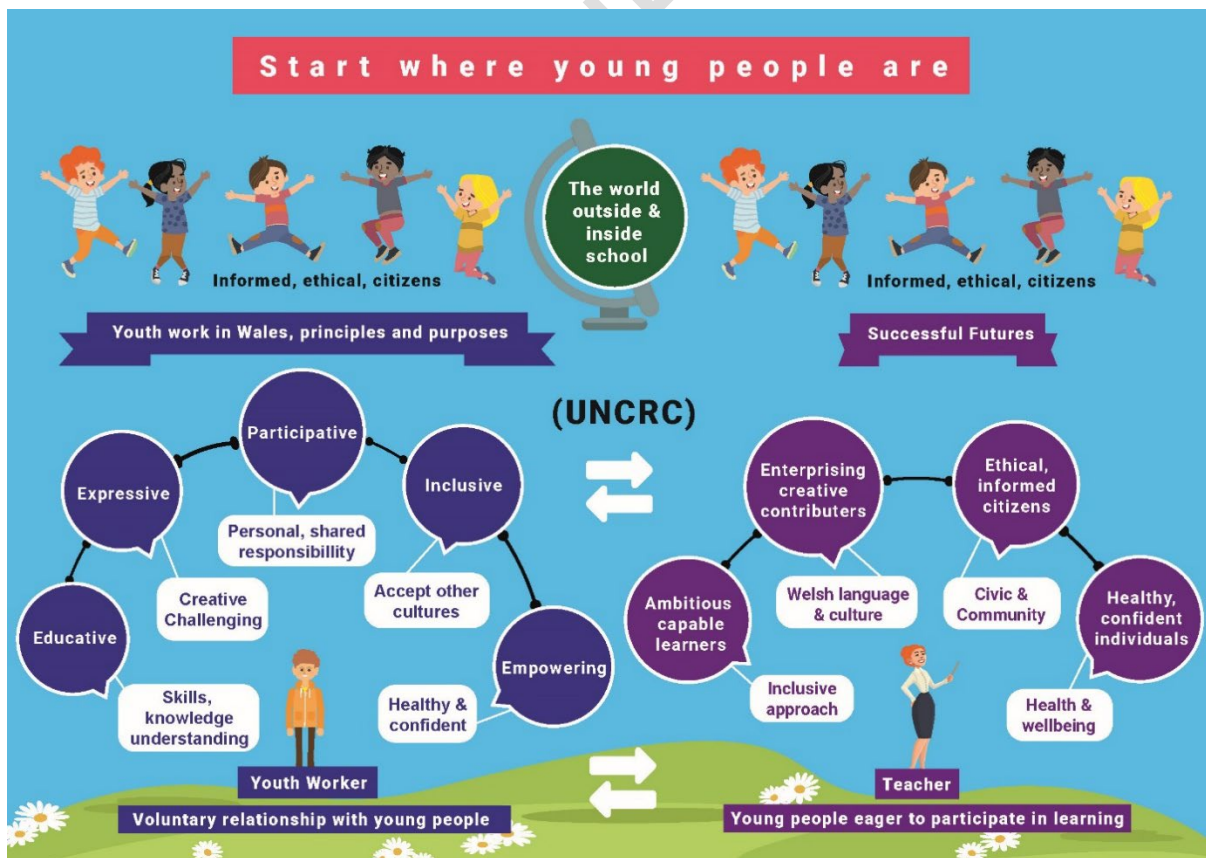 Start where young people are
The world
outside &
inside
school
Informed, ethical, citizens
Informed, ethical, citizens
Youth work in Wales, principles and purposes
Successful Futures
(UNCRC)
Educative
Skills,
knowledge
understanding
Expressive
Creative
Challenging
Participative
Personal, shared
responsibillity
Inclusive
Accept other
cultures
Empowering
Healthy &
confident
Ambitious
capable
learners
Inclusive
approach
Enterprising
creative
contributers
Welsh language
& culture
Ethical,
informed
citizens
Civic &
Community
Healthy,
confident
individuals
Health &
wellbeing
Youth Worker
Voluntary relationship with young people
Teacher
Young people eager to participate in learning